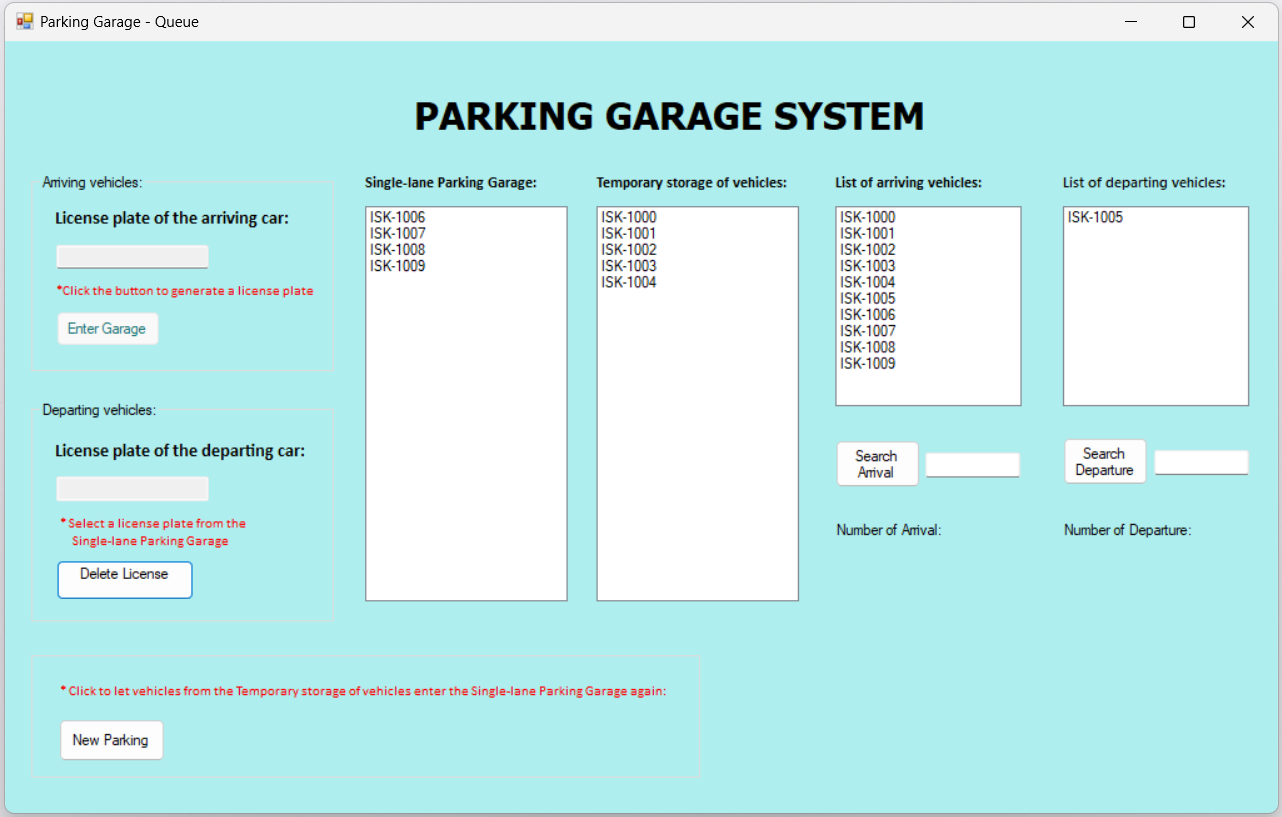 Parking Garage - Queue
PARKING GARAGE SYSTEM
Arriving vehicles:
License plate of the arriving car:
*Click the button to generate a license plate
Enter Garage
Departing vehicles:
License plate of the departing car:
* Select a license plate from the
Single-lane Parking Garage
Delete License
Single-lane Parking Garage:
ISK-1006
ISK-1007
ISK-1008
ISK-1009
Temporary storage of vehicles:
ISK-1000
ISK-1001
ISK-1002
ISK-1003
ISK-1004
List of arriving vehicles:
ISK-1000
ISK-1001
ISK-1002
ISK-1003
ISK-1004
ISK-1005
ISK-1006
ISK-1007
ISK-1008
ISK-1009
Search
Arrival
Number of Arrival:
List of departing vehicles:
ISK-1005
Search
Departure
Number of Departure:
* Click to let vehicles from the Temporary storage of vehicles enter the Single-lane Parking Garage again:
New Parking